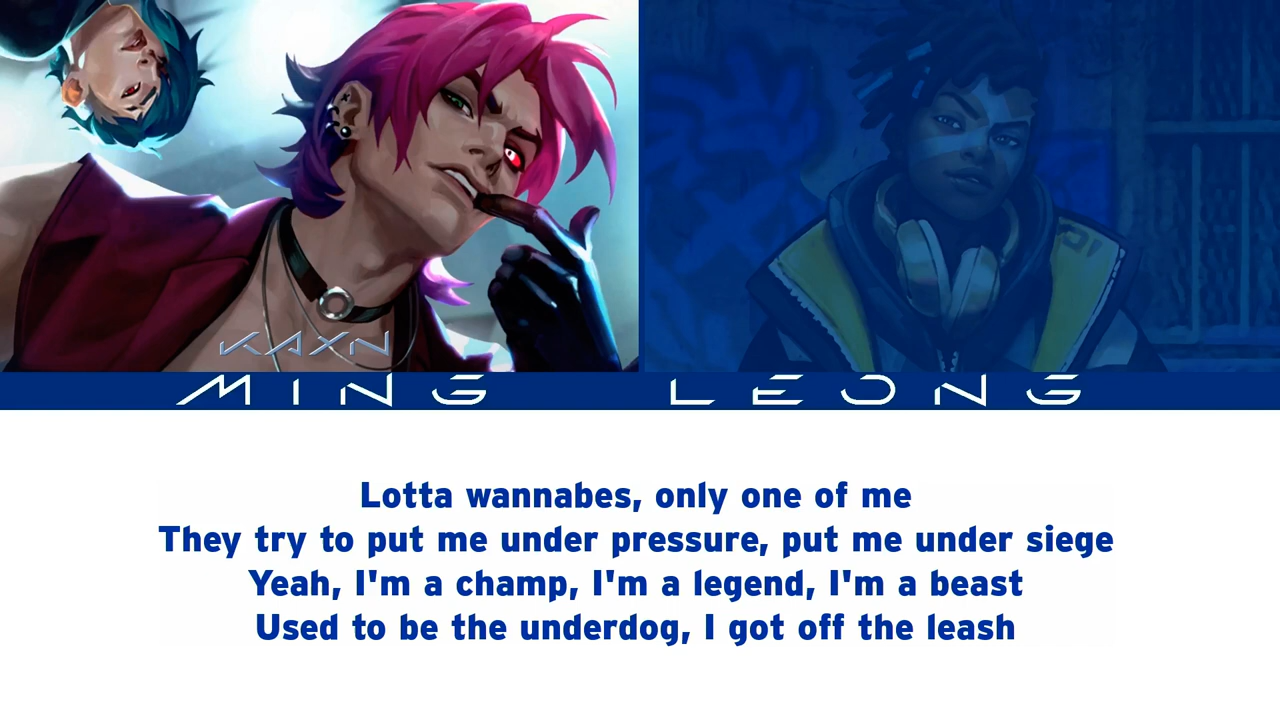 KAXN
MING LEONG
Lotta wannabes, only one of me
They try to put me under pressure, put me under siege
Yeah, I'm a champ, I'm a legend, I'm a beast
Used to be the underdog, I got off the leash